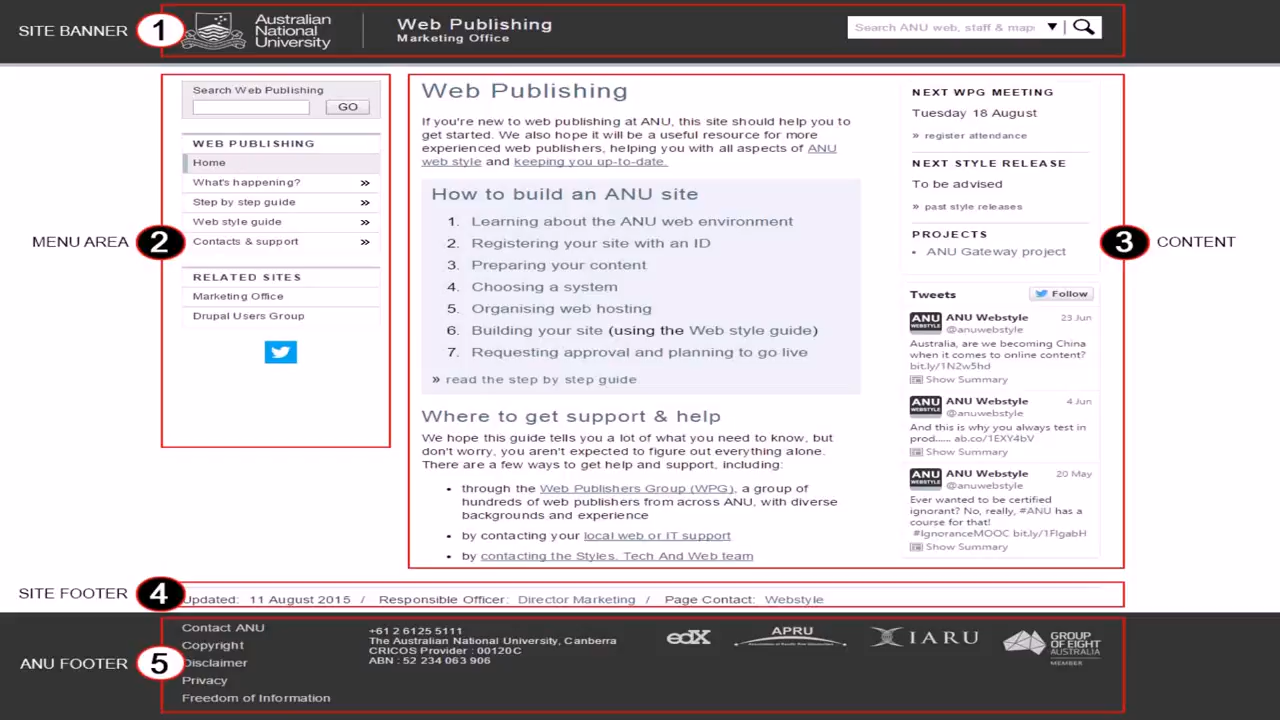 SITE BANNER
1
Australian
National
University
Web Publishing
Marketing Office
Search ANU web, staff & map
MENU AREA
2
Search Web Publishing
GO
WEB PUBLISHING
Home
What's happening?
Step by step guide
Web style guide
Contacts & support
RELATED SITES
Marketing Office
Drupal Users Group
Web Publishing
If you're new to web publishing at ANU, this site should help you to
get started. We also hope it will be a useful resource for more
experienced web publishers, helping you with all aspects of ANU
web style and keeping you up-to-date.
How to build an ANU site
1. Learning about the ANU web environment
2. Registering your site with an ID
3. Preparing your content
4. Choosing a system
5. Organising web hosting
6. Building your site (using the Web style guide)
7. Requesting approval and planning to go live
» read the step by step guide
Where to get support & help
We hope this guide tells you a lot of what you need to know, but
don't worry, you aren't expected to figure out everything alone.
There are a few ways to get help and support, including:
• through the Web Publishers Group (WPG), a group of
hundreds of web publishers from across ANU, with diverse
backgrounds and experience
• by contacting your local web or IT support
• by contacting the Styles, Tech And Web team
NEXT WPG MEETING
Tuesday 18 August
» register attendance
NEXT STYLE RELEASE
To be advised
» past style releases
PROJECTS
• ANU Gateway project
3
CONTENT
Tweets
Follow
ANU WEBSTYLE
ANU Webstyle 23 Jun
@anuwebstyle
Australia, are we becoming China
when it comes to online content?
bit.ly/1N2w5hd
Show Summary
ANU WEBSTYLE
ANU Webstyle 4 Jun
@anuwebstyle
And this is why you always test in
prod...... ab.co/1EXY4bV
Show Summary
ANU WEBSTYLE
ANU Webstyle 20 May
@anuwebstyle
Ever wanted to be certified
ignorant? No, really, #ANU has a
course for that!
#IgnoranceMOOC bit.ly/1FIgabH
Show Summary
SITE FOOTER
4
Updated: 11 August 2015 / Responsible Officer: Director Marketing / Page Contact: Webstyle
ANU FOOTER
5
Contact ANU
Copyright
Disclaimer
Privacy
Freedom of Information
+61 2 6125 5111
The Australian National University, Canberra
CRICOS Provider : 00120C
ABN : 52 234 063 906
edX
APRU
IARU
GROUP
OF EIGHT
AUSTRALIA
MEMBER